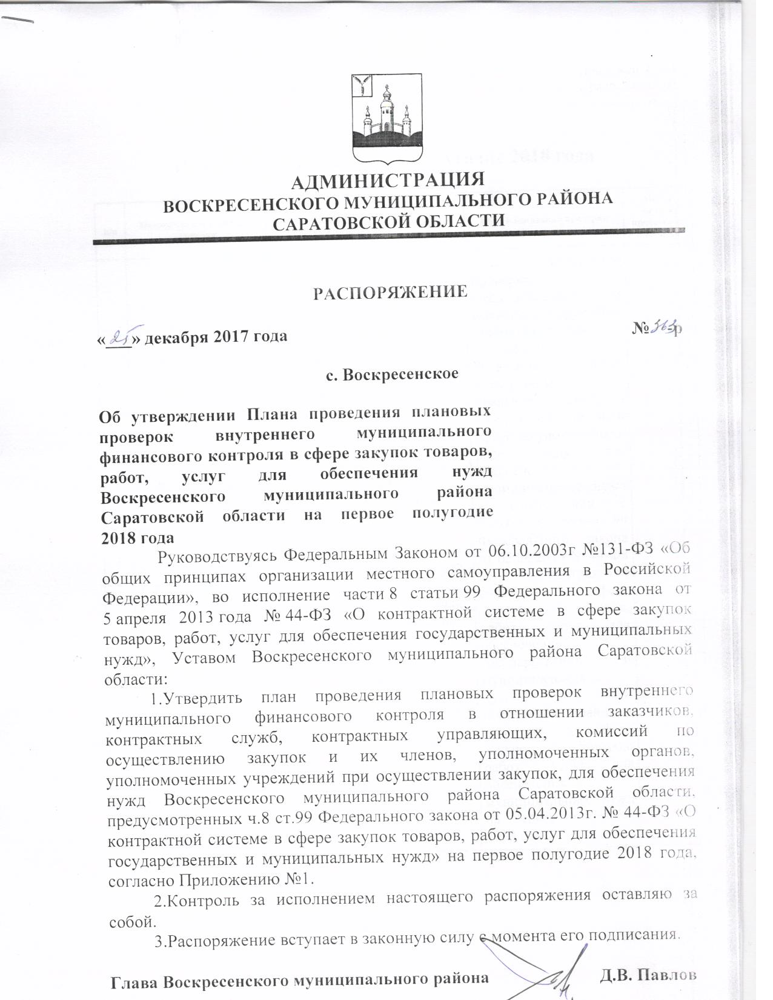 АДМИНИСТРАЦИЯ
ВОСКРЕСЕНСКОГО МУНИЦИПАЛЬНОГО РАЙОНА
САРАТОВСКОЙ ОБЛАСТИ
РАСПОРЯЖЕНИЕ
«25» декабря 2017 года №363-р
с. Воскресенское
Об утверждении Плана проведения плановых
проверок внутреннего муниципального
финансового контроля в сфере закупок товаров,
работ, услуг для обеспечения нужд
Воскресенского муниципального района
Саратовской области на первое полугодие
2018 года
Руководствуясь Федеральным Законом от 06.10.2003г №131-ФЗ «Об
общих принципах организации местного самоуправления в Российской
Федерации», во исполнение части 8 статьи 99 Федерального закона от
5 апреля 2013 года № 44-ФЗ «О контрактной системе в сфере закупок
товаров, работ, услуг для обеспечения государственных и муниципальных
нужд», Уставом Воскресенского муниципального района Саратовской
области:
1.Утвердить план проведения плановых проверок внутреннего
муниципального финансового контроля в отношении заказчиков,
контрактных служб, контрактных управляющих, комиссий по
осуществлению закупок и их членов, уполномоченных органов,
уполномоченных учреждений при осуществлении закупок, для обеспечения
нужд Воскресенского муниципального района Саратовской области,
предусмотренных ч.8 ст.99 Федерального закона от 05.04.2013г. № 44-ФЗ «О
контрактной системе в сфере закупок товаров, работ, услуг для обеспечения
государственных и муниципальных нужд» на первое полугодие 2018 года,
согласно Приложению №1.
2.Контроль за исполнением настоящего распоряжения оставляю за
собой.
3.Распоряжение вступает в законную силу с момента его подписания.
Глава Воскресенского муниципального района Д.В. Павлов